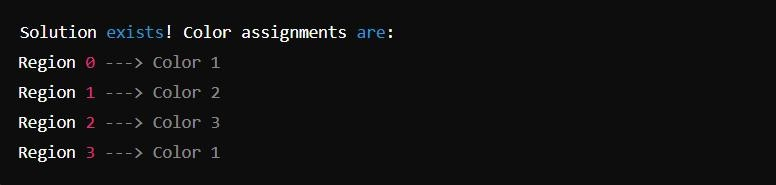 Solution exists! Color assignments are:
Region 0 ---> Color 1
Region 1 ---> Color 2
Region 2 ---> Color 3
Region 3 ---> Color 1